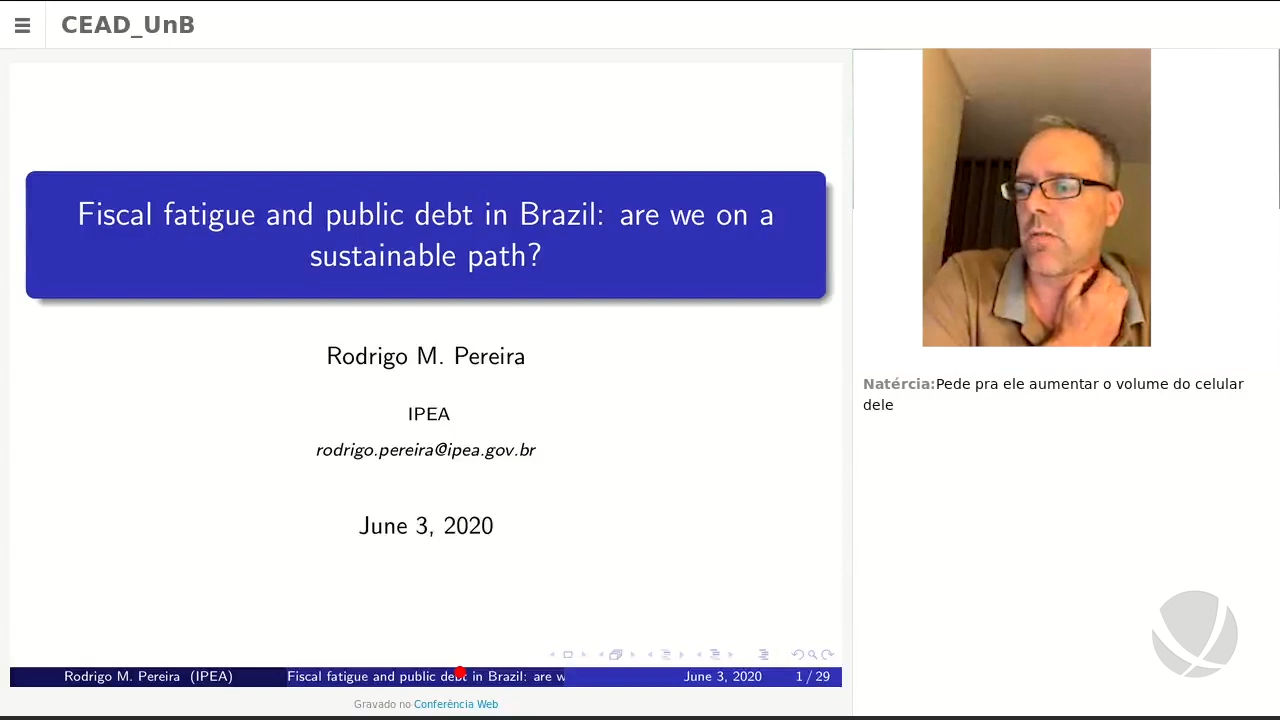 CEAD_UnB
Fiscal fatigue and public debt in Brazil: are we on a
sustainable path?
Rodrigo M. Pereira
IPEA
rodrigo.pereira@ipea.gov.br
June 3, 2020
Rodrigo M. Pereira (IPEA)
Fiscal fatigue and public debt in Brazil: are w
June 3, 2020
1 / 29
Gravado no Conferência Web
Natércia:Pede pra ele aumentar o volume do celular
dele